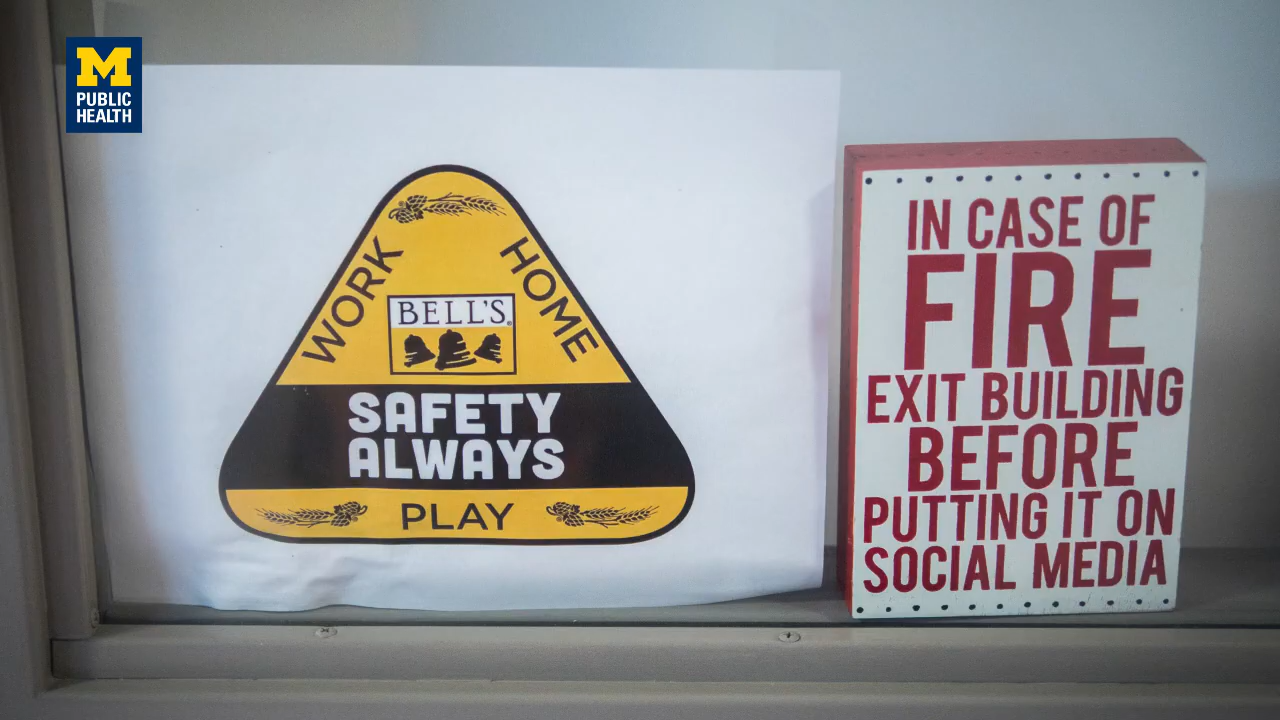 M
PUBLIC
HEALTH
WORK
HOME
BELL'S
SAFETY
ALWAYS
PLAY
IN CASE OF
FIRE
EXIT BUILDING
BEFORE
PUTTING IT ON
SOCIAL MEDIA